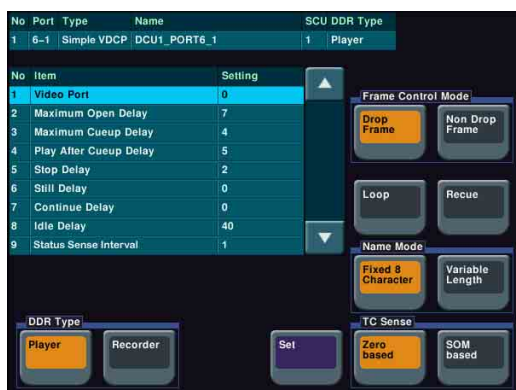 No Port Type Name SCU DDR Type
1 6-1 Simple VDCP DCU1_PORT6_1 1 Player
No Item Setting
1 Video Port 0
2 Maximum Open Delay 7
3 Maximum Cueup Delay 4
4 Play After Cueup Delay 5
5 Stop Delay 2
6 Still Delay 0
7 Continue Delay 0
8 Idle Delay 40
9 Status Sense Interval 1
Frame Control Mode
Drop Frame
Non Drop Frame
Loop
Recue
Name Mode
Fixed 8 Character
Variable Length
DDR Type
Player
Recorder
Set
TC Sense
Zero based
SOM based